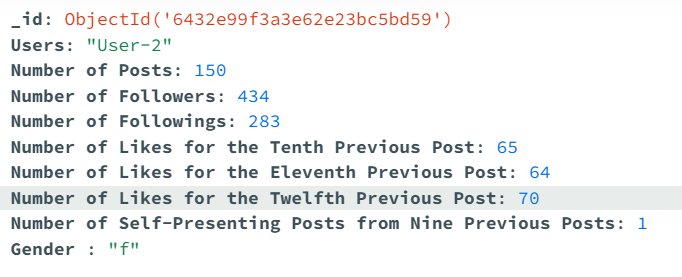 _id: ObjectId('6432e99f3a3e62e23bc5bd59')
Users: "User-2"
Number of Posts: 150
Number of Followers: 434
Number of Followings: 283
Number of Likes for the Tenth Previous Post: 65
Number of Likes for the Eleventh Previous Post: 64
Number of Likes for the Twelfth Previous Post: 70
Number of Self-Presenting Posts from Nine Previous Posts: 1
Gender : "f"